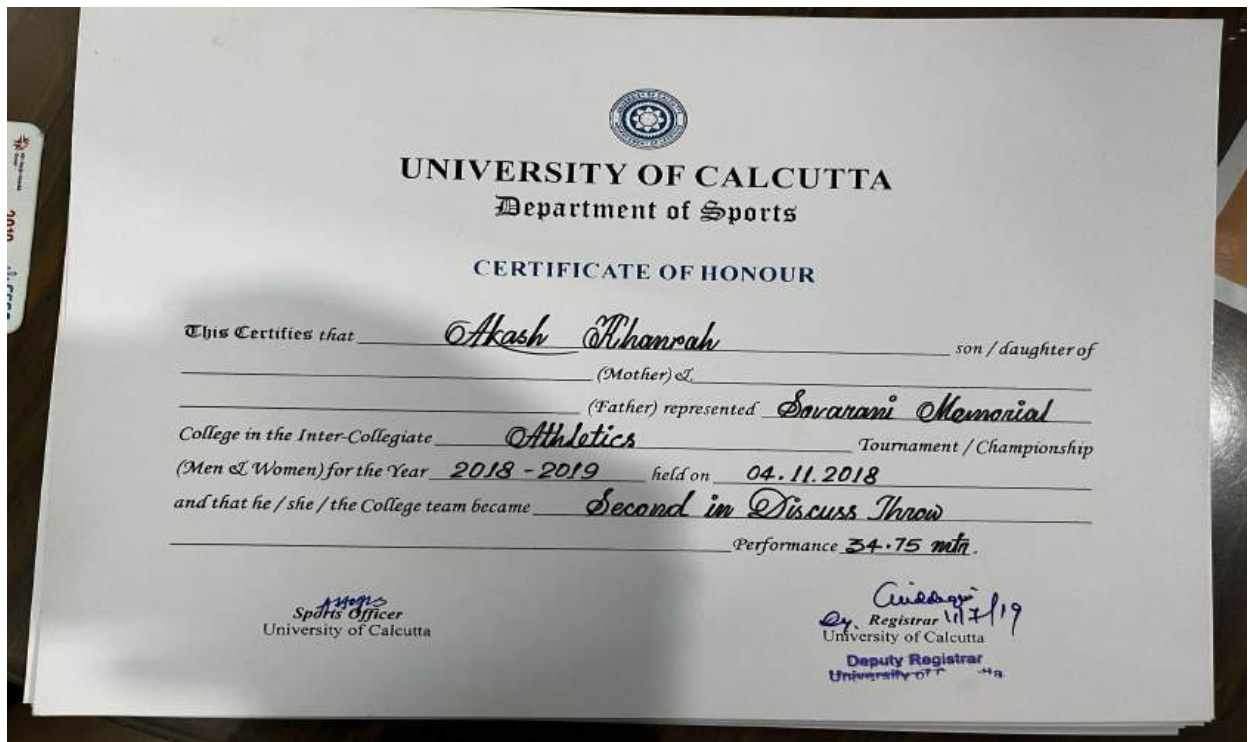 UNIVERSITY OF CALCUTTA
Department of Sports
CERTIFICATE OF HONOUR
This Certifies that Akash Khanrah son / daughter of
(Mother) &
(Father) represented Sovarani Memorial
College in the Inter-Collegiate Athletics Tournament / Championship
(Men & Women) for the Year 2018 - 2019 held on 04.11.2018
and that he / she / the College team became Second in Discuss Throw
Performance 34.75 mtr.
Sports Officer
University of Calcutta
Dy. Registrar 11/7/19
University of Calcutta
Deputy Registrar
University of